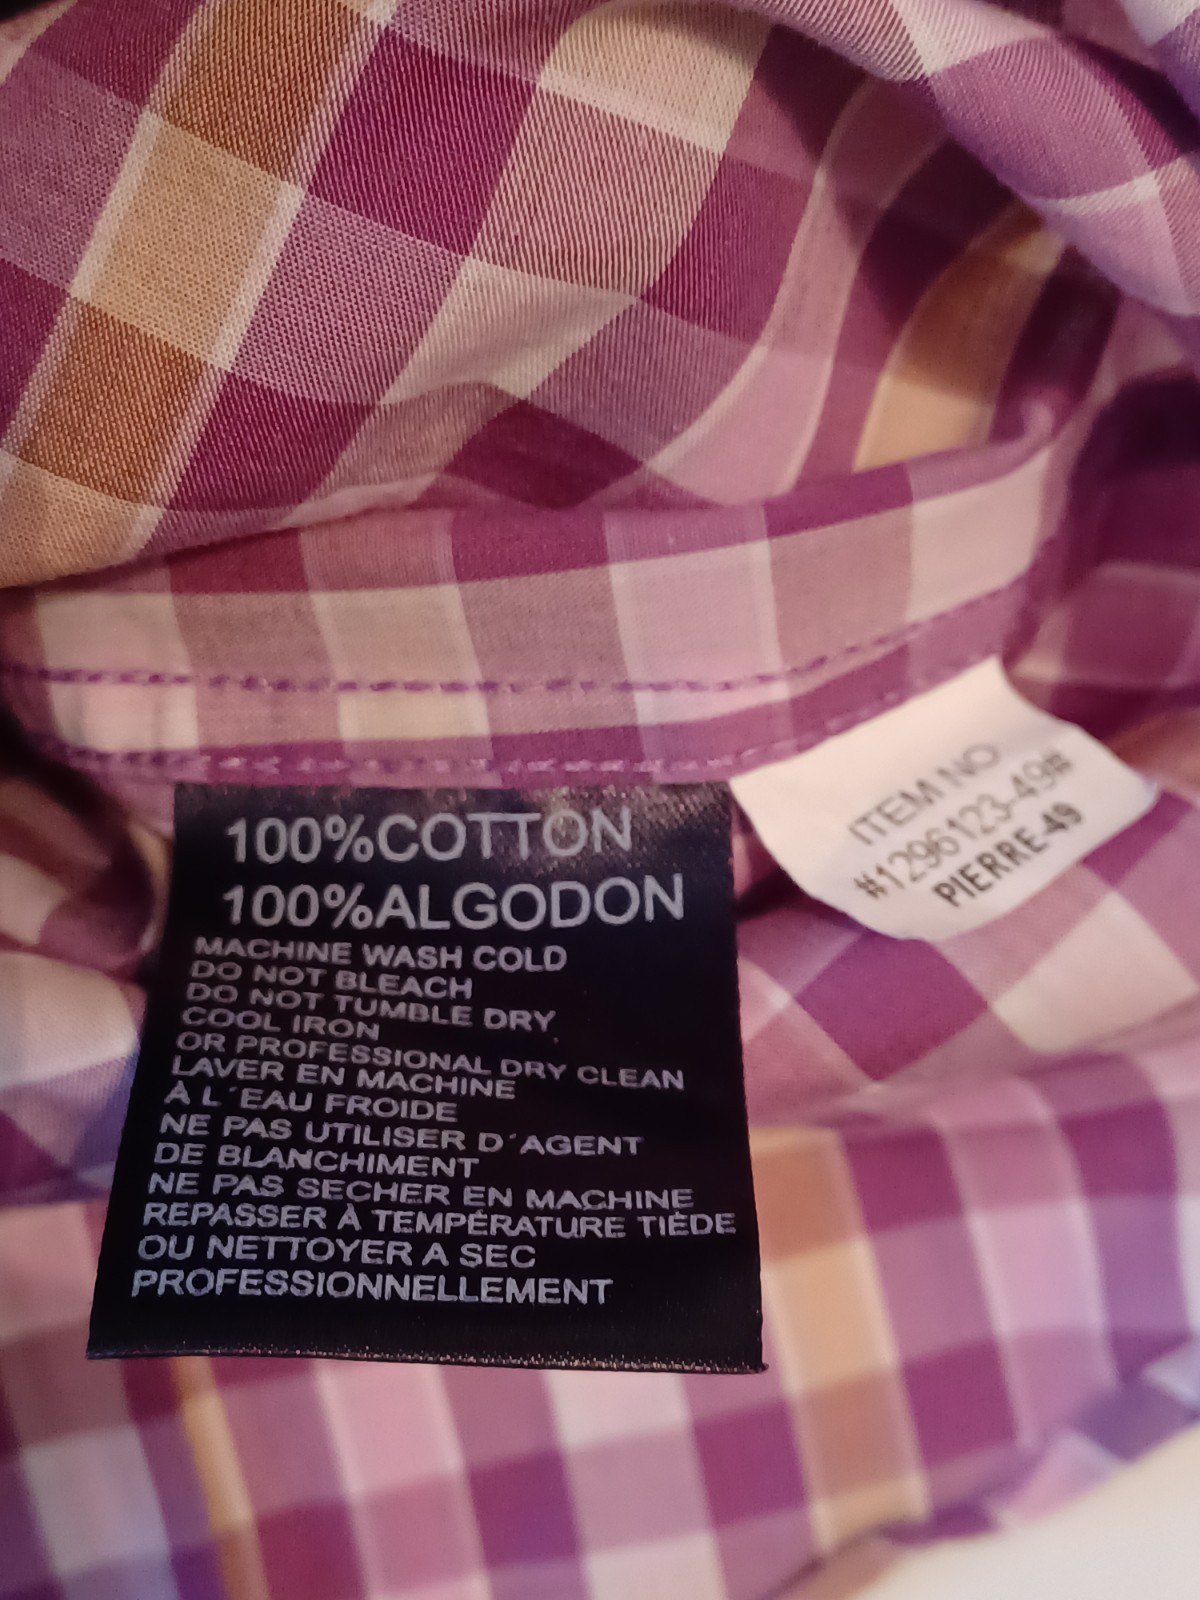 100%COTTON
100%ALGODON
MACHINE WASH COLD
DO NOT BLEACH
DO NOT TUMBLE DRY
COOL IRON
OR PROFESSIONAL DRY CLEAN
LAVER EN MACHINE
À L´EAU FROIDE
NE PAS UTILISER D´AGENT
DE BLANCHIMENT
NE PAS SECHER EN MACHINE
REPASSER À TEMPÉRATURE TIÈDE
OU NETTOYER A SEC
PROFESSIONNELLEMENT
ITEM NO
#1296123-49#
PIERRE-49